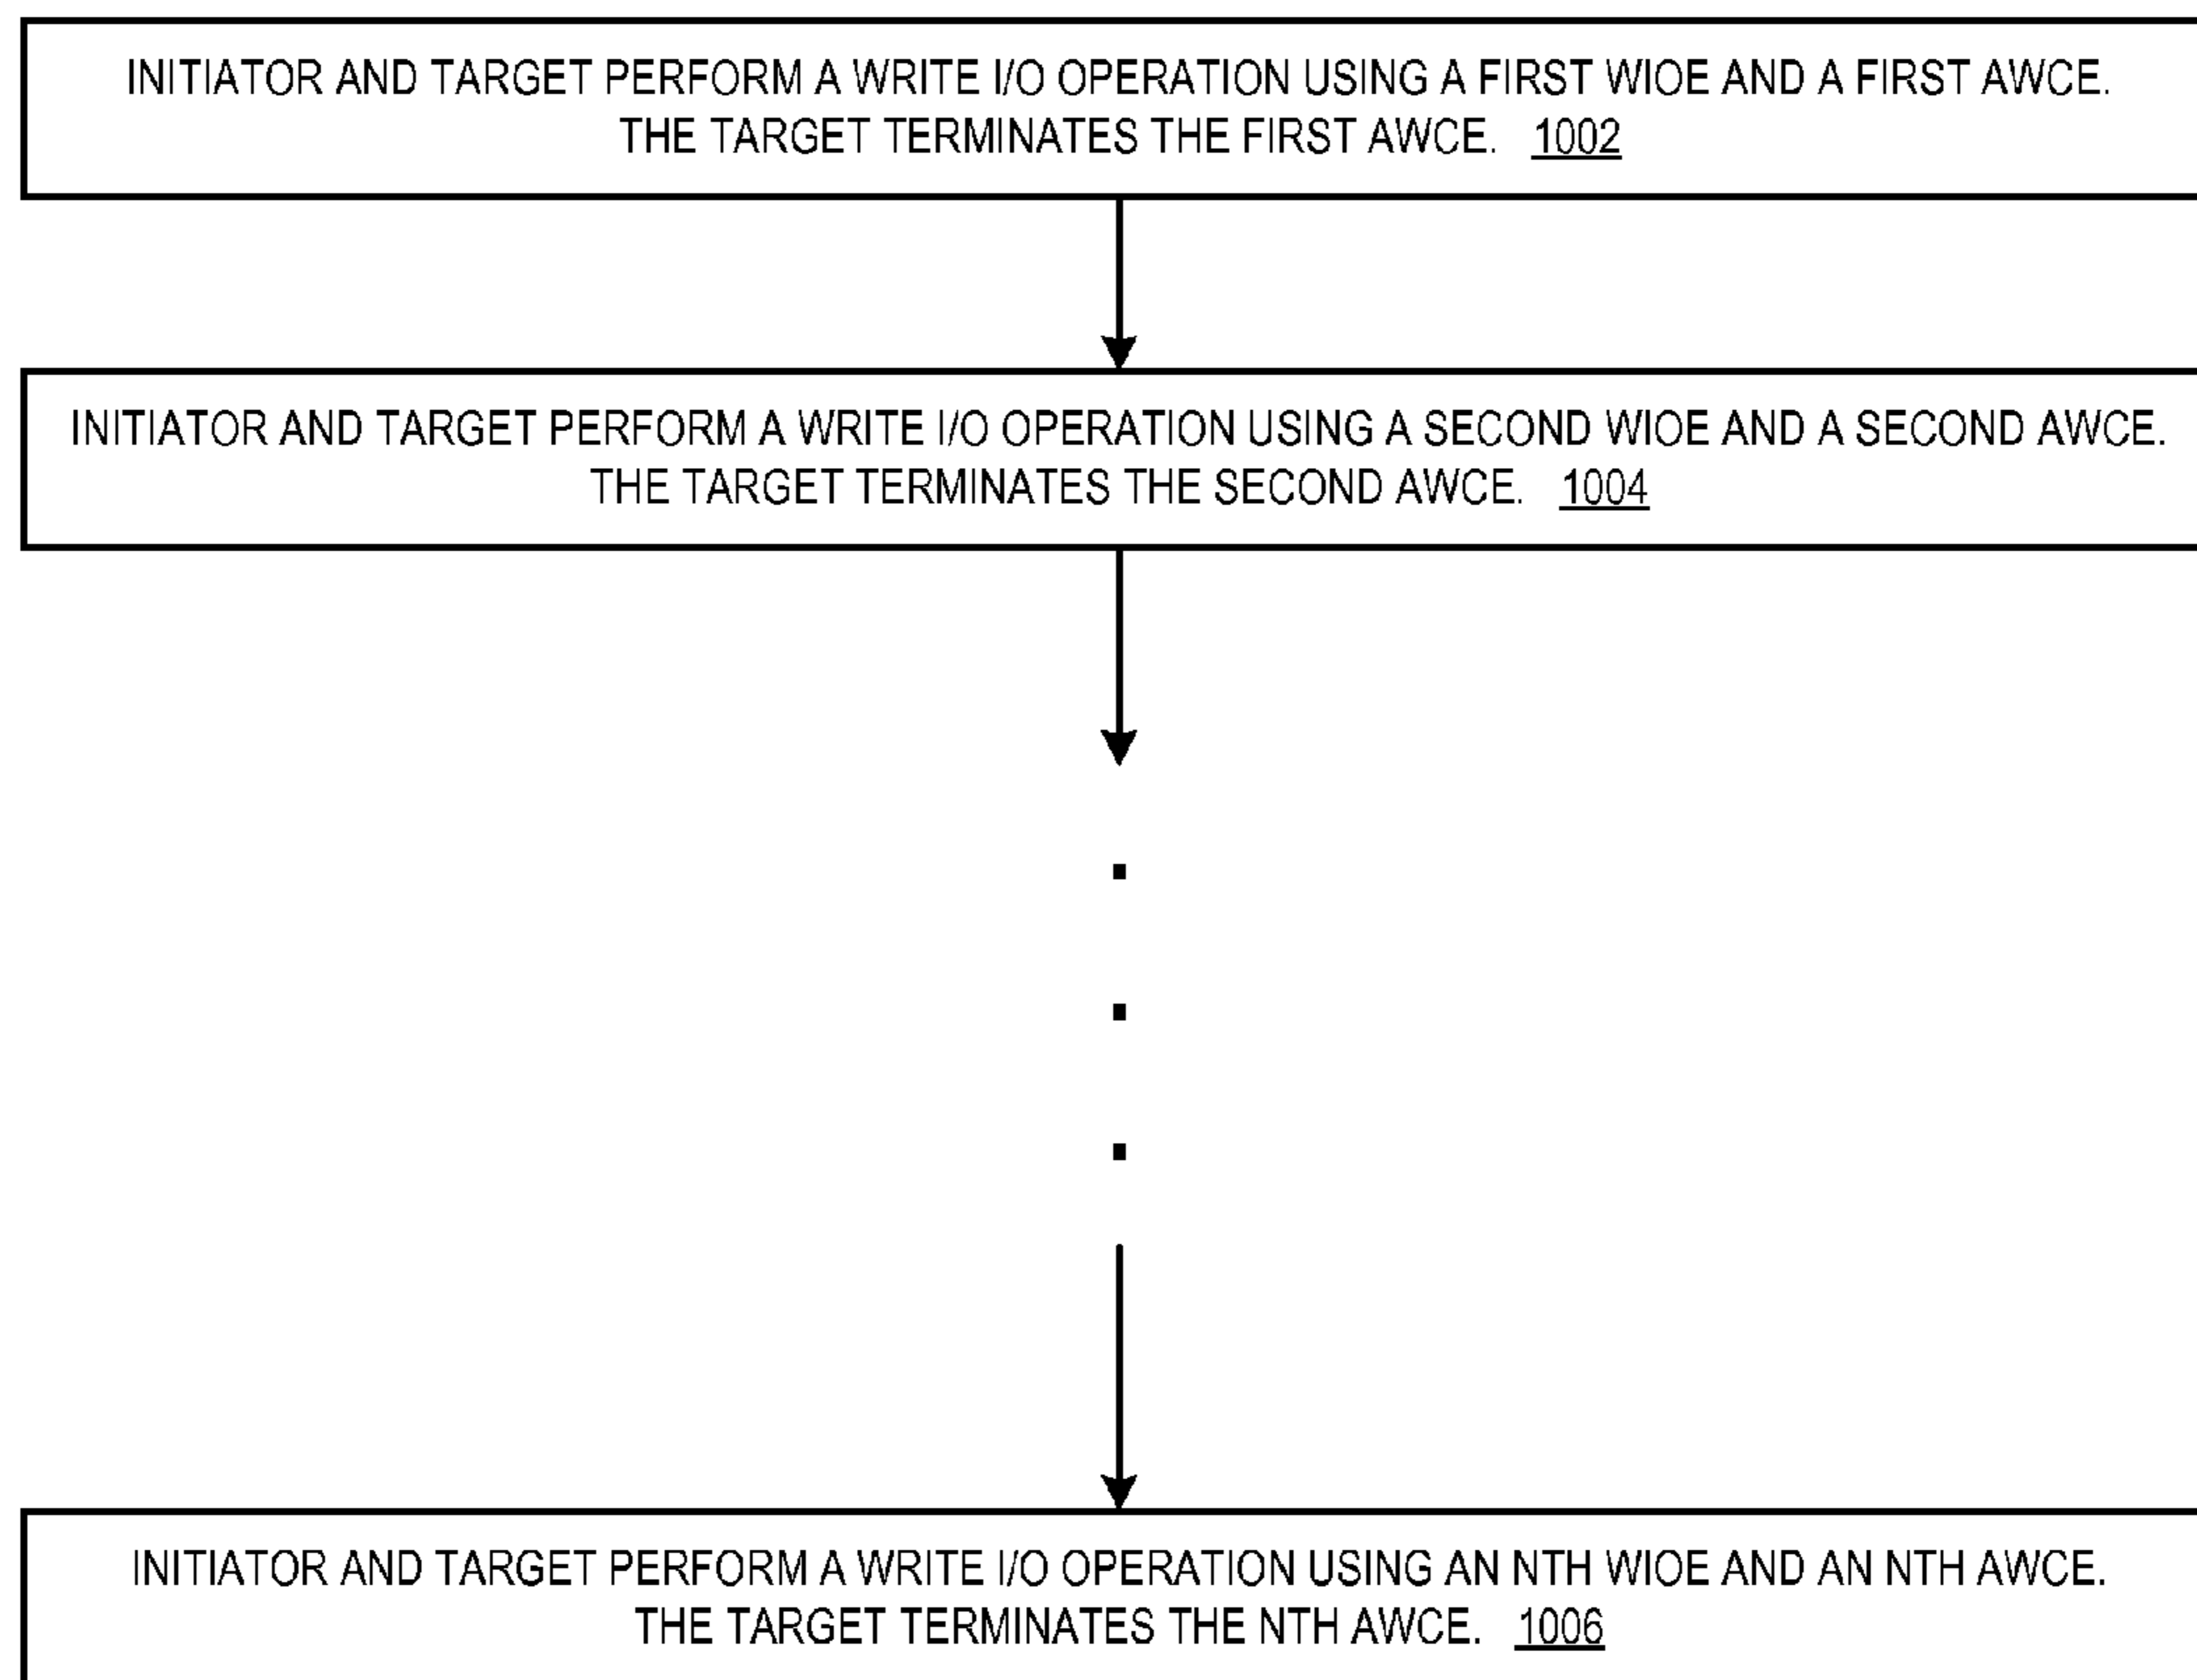 INITIATOR AND TARGET PERFORM A WRITE I/O OPERATION USING A FIRST WIOE AND A FIRST AWCE.
THE TARGET TERMINATES THE FIRST AWCE. 1002
INITIATOR AND TARGET PERFORM A WRITE I/O OPERATION USING A SECOND WIOE AND A SECOND AWCE.
THE TARGET TERMINATES THE SECOND AWCE. 1004
INITIATOR AND TARGET PERFORM A WRITE I/O OPERATION USING AN NTH WIOE AND AN NTH AWCE.
THE TARGET TERMINATES THE NTH AWCE. 1006